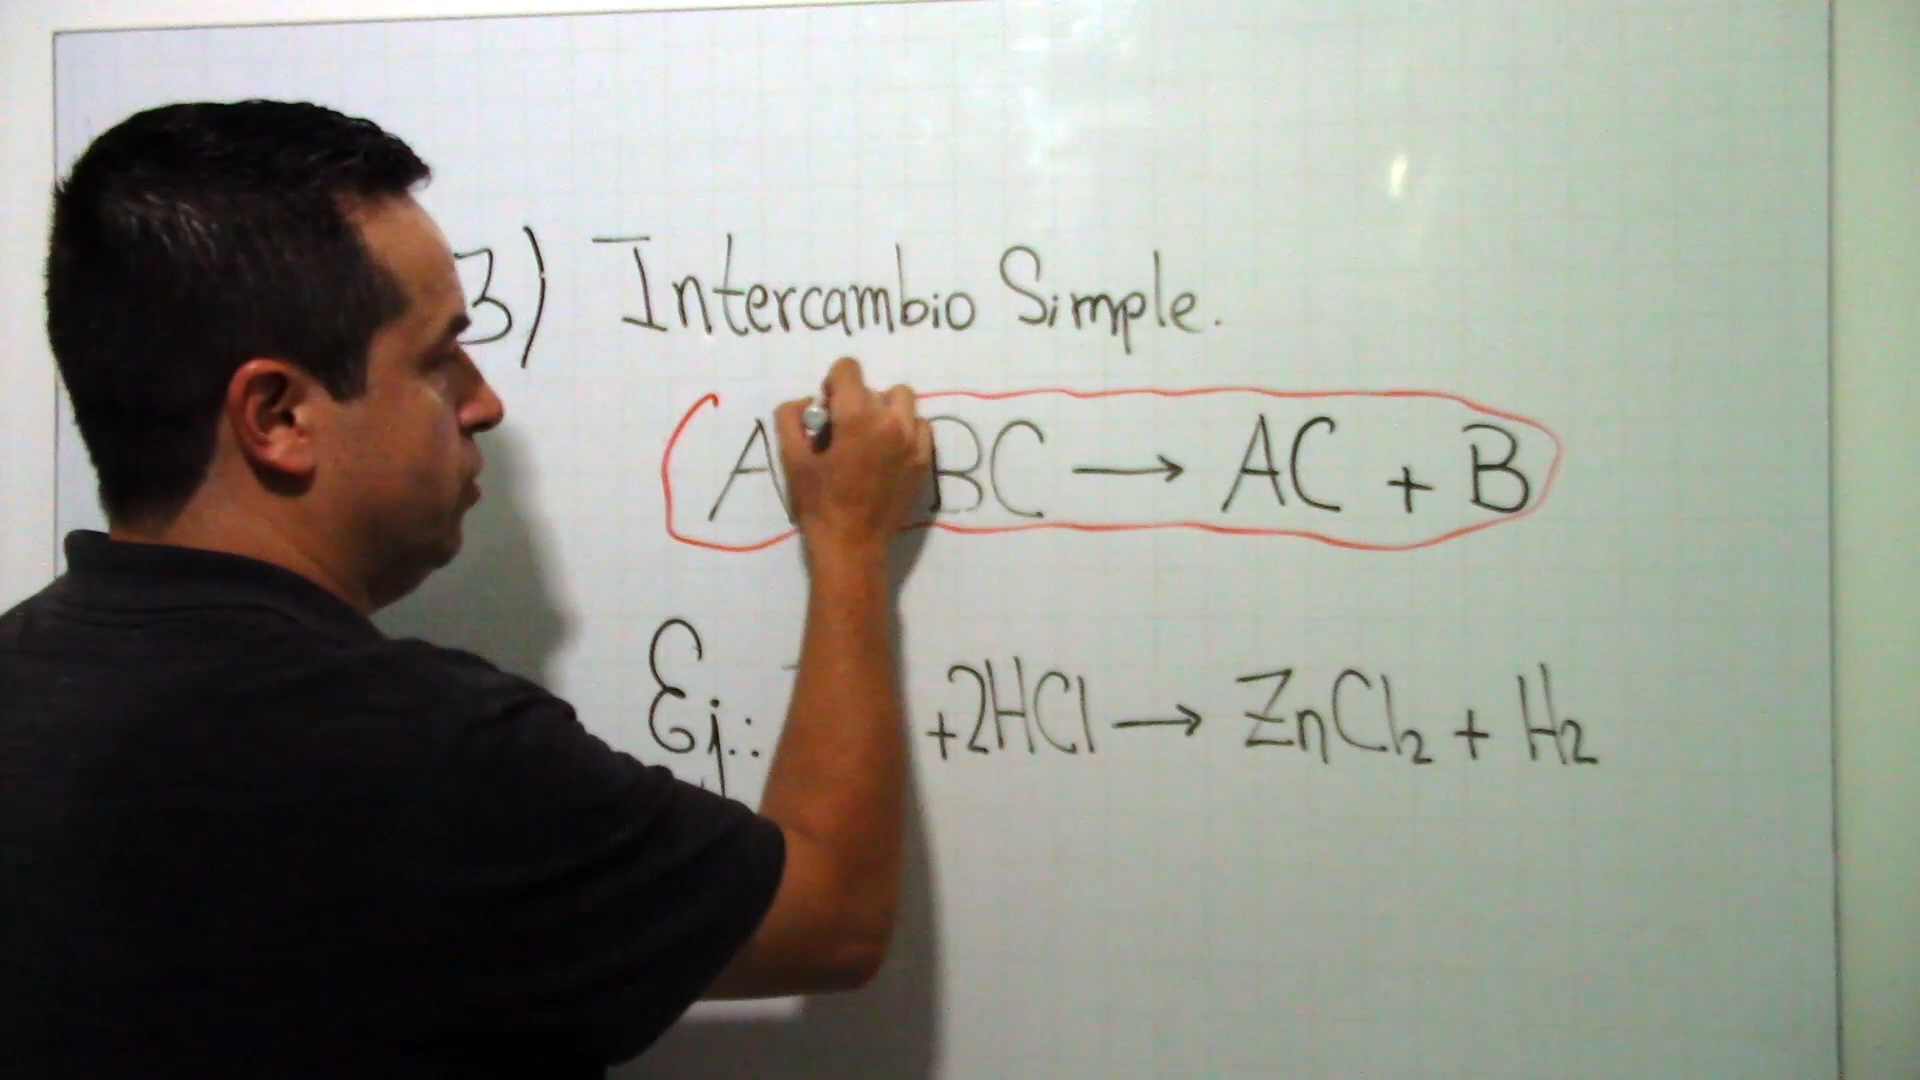 3) Intercambio Simple.
A BC → AC + B
Ej.: +2HCl → ZnCl₂ + H₂